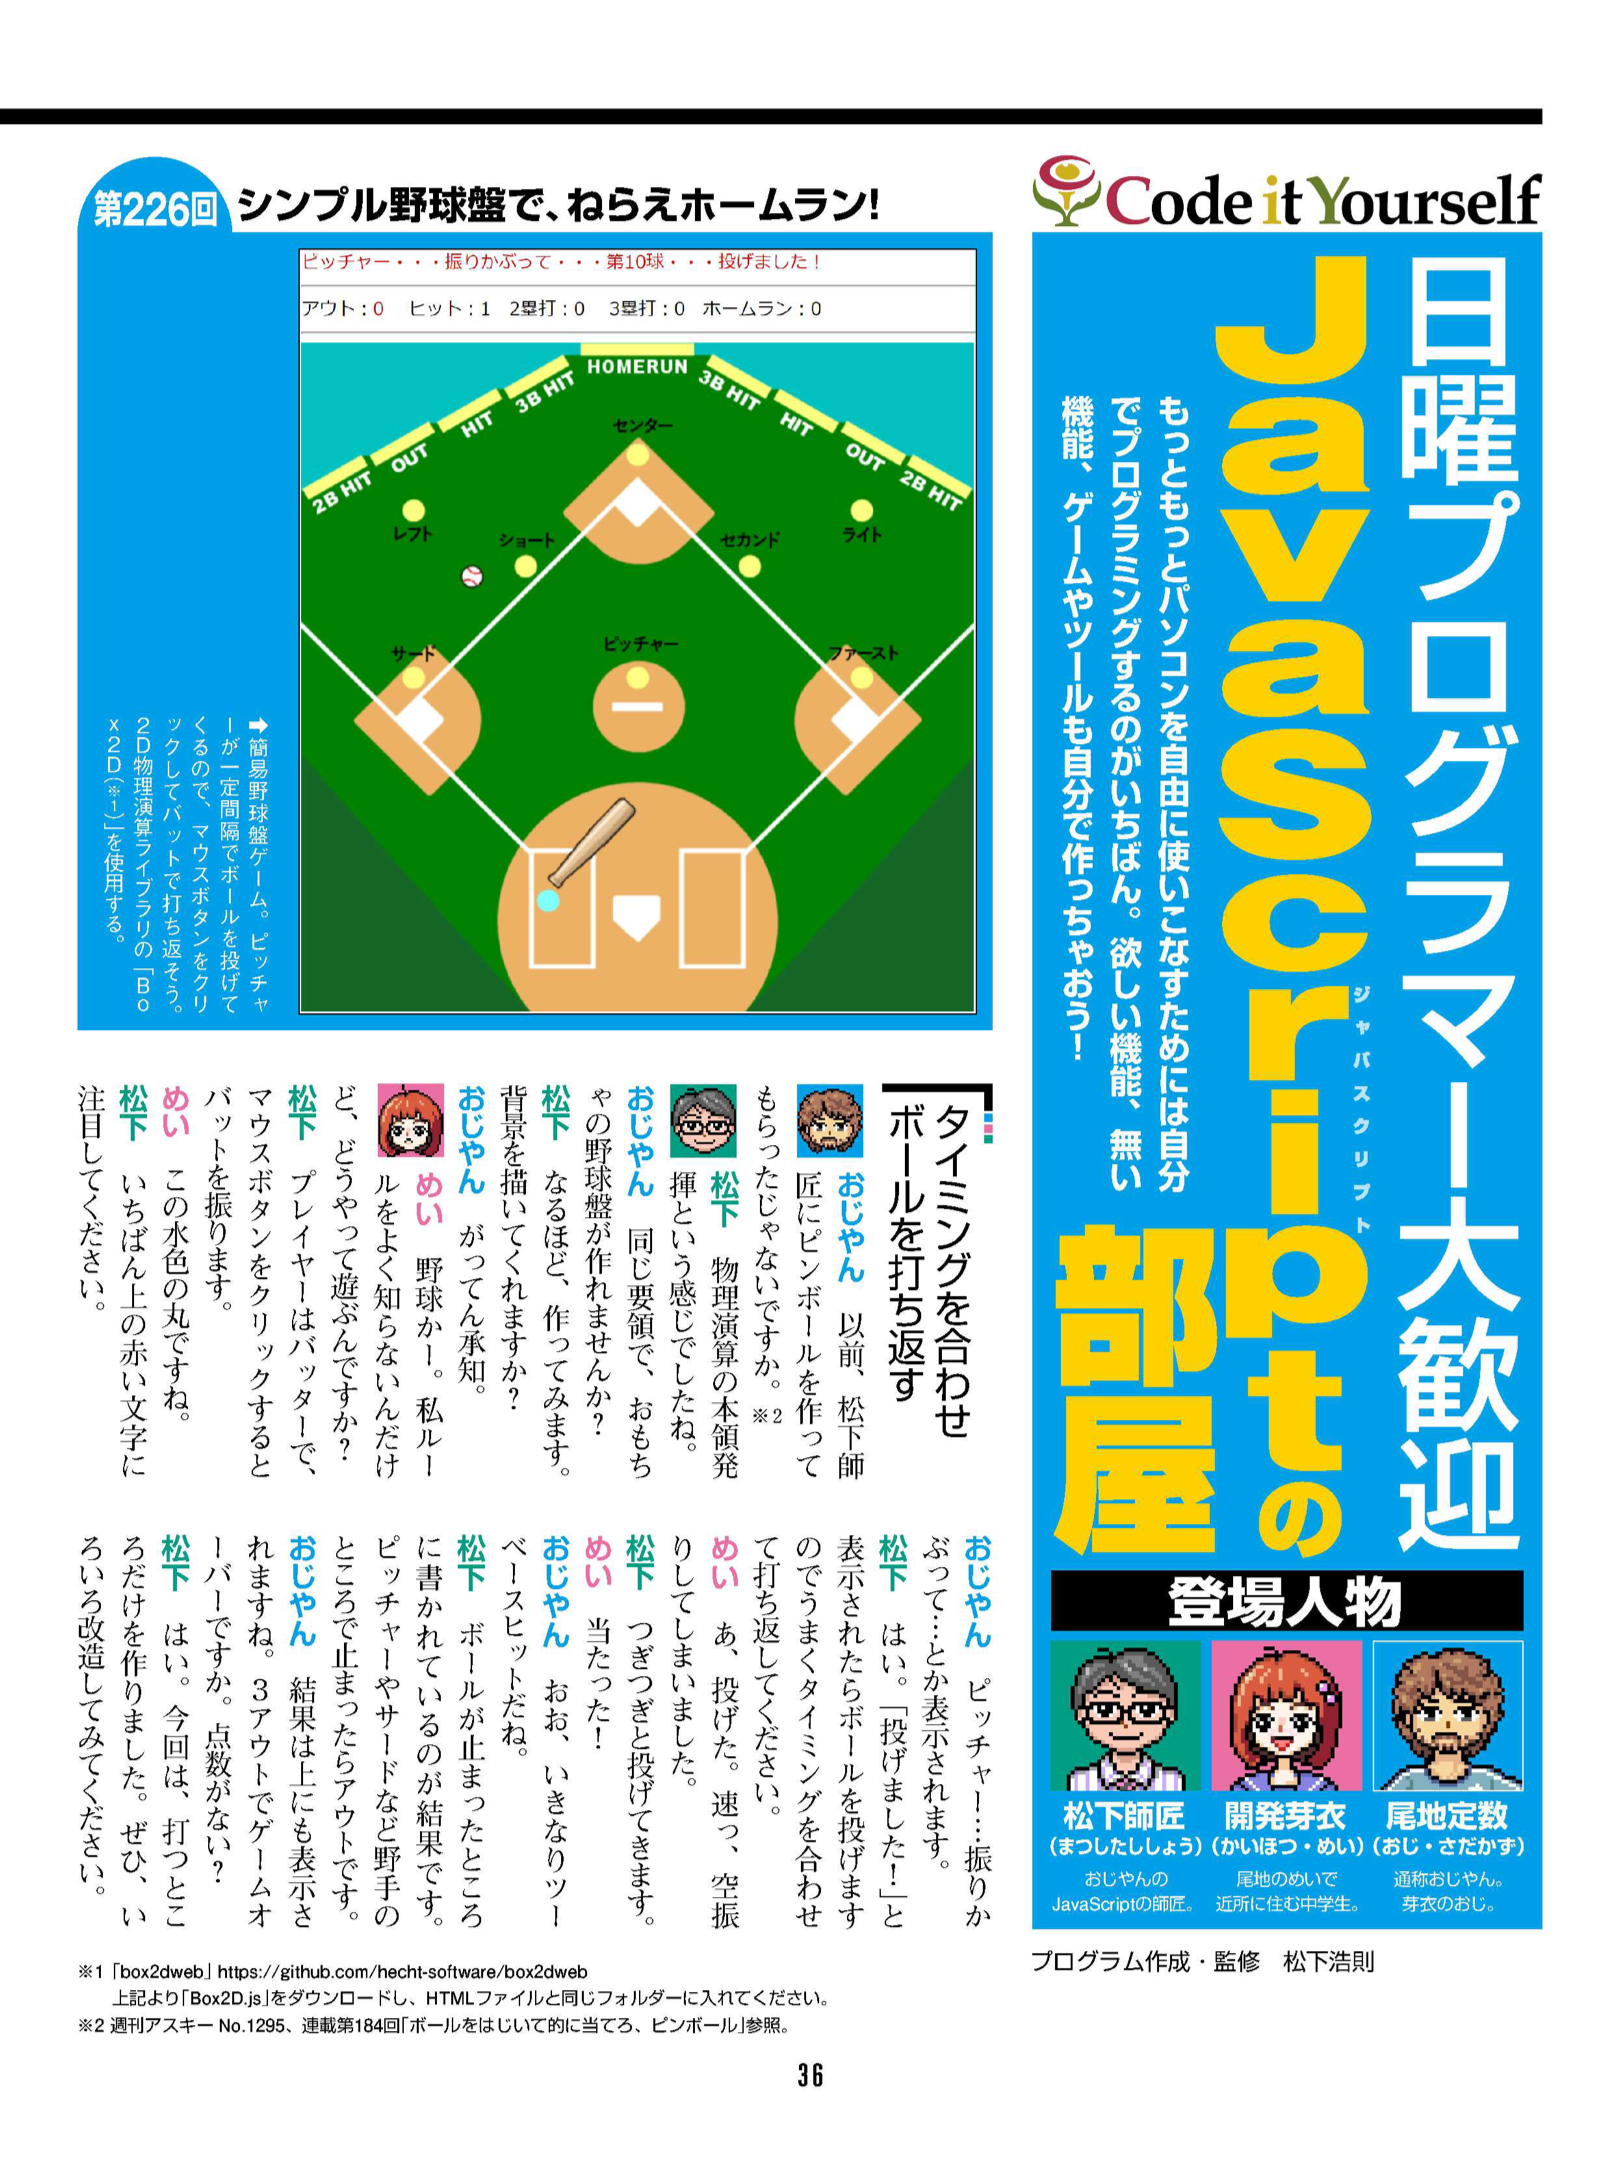 Code it Yourself
日曜プログラマー大歓迎
JavaScriptの
ジャバスクリプト
部屋
もっともっとパソコンを自由に使いこなすためには自分
でプログラミングするのがいちばん。欲しい機能、無い
機能、ゲームやツールも自分で作っちゃおう！
登場人物
尾地定数
（おじ・さだかず）
通称おじやん。
芽衣のおじ。
開発芽衣
（かいほつ・めい）
尾地のめいで
近所に住む中学生。
松下師匠
（まつしたししょう）
おじやんの
JavaScriptの師匠。
プログラム作成・監修　松下浩則
第226回
シンプル野球盤で、ねらえホームラン！
ピッチャー・・・振りかぶって・・・第10球・・・投げました！
アウト：0　ヒット：1　2塁打：0　3塁打：0　ホームラン：0
2B HIT
OUT
HIT
3B HIT
HOMERUN
3B HIT
HIT
OUT
2B HIT
センター
レフト
ショート
セカンド
ライト
サード
ピッチャー
ファースト
➡簡易野球盤ゲーム。ピッチャ
ーが一定間隔でボールを投げて
くるので、マウスボタンをクリ
ックしてバットで打ち返そう。
2D物理演算ライブラリの「Bo
x2D（※1）」を使用する。
タイミングを合わせ
ボールを打ち返す
おじやん　以前、松下師
匠にピンボールを作って
もらったじゃないですか。※2
松下　物理演算の本領発
揮という感じでしたね。
おじやん　同じ要領で、おもち
ゃの野球盤が作れませんか？
松下　なるほど、作ってみます。
背景を描いてくれますか？
おじやん　がってん承知。
めい　野球かー。私ルー
ルをよく知らないんだけ
ど、どうやって遊ぶんですか？
松下　プレイヤーはバッターで、
マウスボタンをクリックすると
バットを振ります。
めい　この水色の丸ですね。
松下　いちばん上の赤い文字に
注目してください。
おじやん　ピッチャー…振りか
ぶって…とか表示されます。
松下　はい。「投げました！」と
表示されたらボールを投げます
のでうまくタイミングを合わせ
て打ち返してください。
めい　あ、投げた。速っ、空振
りしてしまいました。
松下　つぎつぎと投げてきます。
めい　当たった！
おじやん　おお、いきなりツー
ベースヒットだね。
松下　ボールが止まったところ
に書かれているのが結果です。
ピッチャーやサードなど野手の
ところで止まったらアウトです。
おじやん　結果は上にも表示さ
れますね。3アウトでゲームオ
ーバーですか。点数がない？
松下　はい。今回は、打つとこ
ろだけを作りました。ぜひ、い
ろいろ改造してみてください。
※1「box2dweb」https://github.com/hecht-software/box2dweb
上記より「Box2D.js」をダウンロードし、HTMLファイルと同じフォルダーに入れてください。
※2 週刊アスキー No.1295、連載第184回「ボールをはじいて的に当てろ、ピンボール」参照。
36